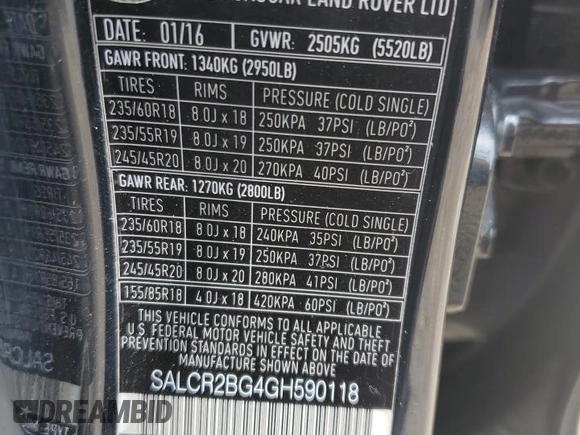 JAGUAR LAND ROVER LTD
DATE: 01/16 GVWR: 2505KG (5520LB)
GAWR FRONT: 1340KG (2950LB)
TIRES RIMS PRESSURE (COLD SINGLE)
235/60R18 8.0J x 18 250KPA 37PSI (LB/PO²)
235/55R19 8.0J x 19 250KPA 37PSI (LB/PO²)
245/45R20 8.0J x 20 270KPA 40PSI (LB/PO²)
GAWR REAR: 1270KG (2800LB)
TIRES RIMS PRESSURE (COLD SINGLE)
235/60R18 8.0J x 18 240KPA 35PSI (LB/PO²)
235/55R19 8.0J x 19 250KPA 37PSI (LB/PO²)
245/45R20 8.0J x 20 280KPA 41PSI (LB/PO²)
155/85R18 4.0J x 18 420KPA 60PSI (LB/PO²)
THIS VEHICLE CONFORMS TO ALL APPLICABLE
U.S. FEDERAL MOTOR VEHICLE SAFETY AND THEFT
PREVENTION STANDARDS IN EFFECT ON THE DATE OF
MANUFACTURE SHOWN ABOVE
SALCR2BG4GH590118
DREAMBID